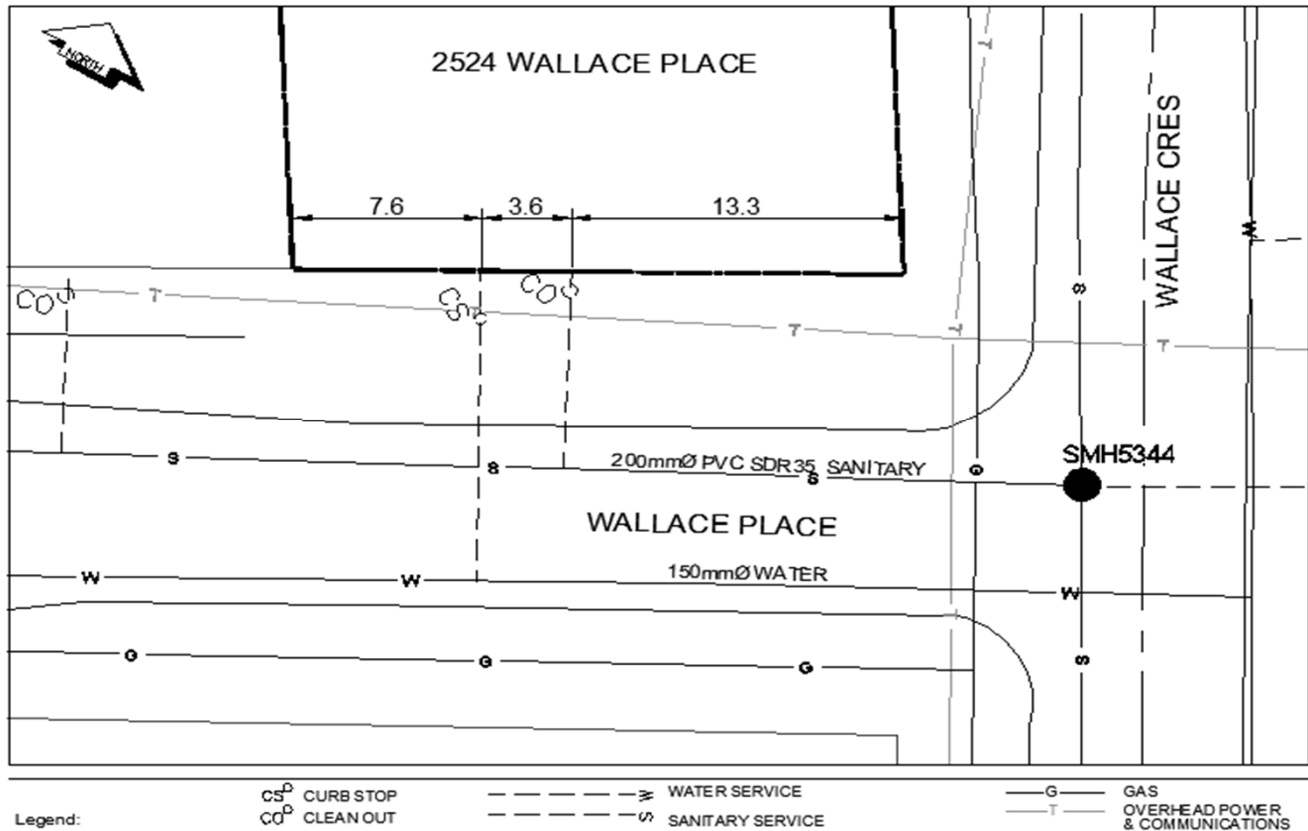 NORTH
2524 WALLACE PLACE
T
WALLACE CRES
7.6
3.6
13.3
W
CO
T
CS
CO
S
T
T
T
SMH5344
S
S
200mmØ PVC SDR35 SANITARY
S
G
WALLACE PLACE
W
W
150mmØ WATER
W
T
G
G
G
S
Legend:
CS CURB STOP
CO CLEAN OUT
W WATER SERVICE
S SANITARY SERVICE
G GAS
T OVERHEAD POWER
& COMMUNICATIONS